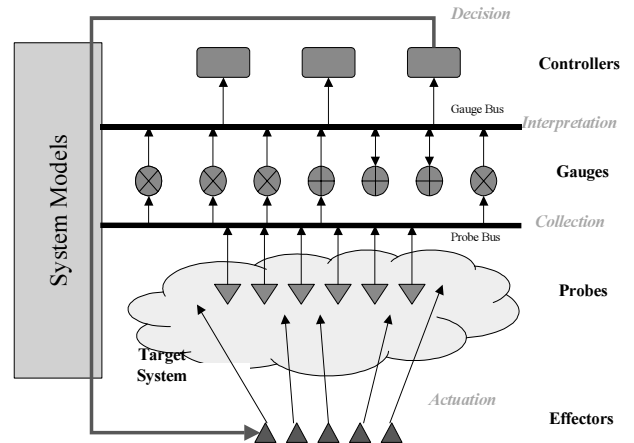 Decision
Controllers
Gauge Bus
Interpretation
Gauges
System Models
Collection
Probe Bus
Probes
Target
System
Actuation
Effectors